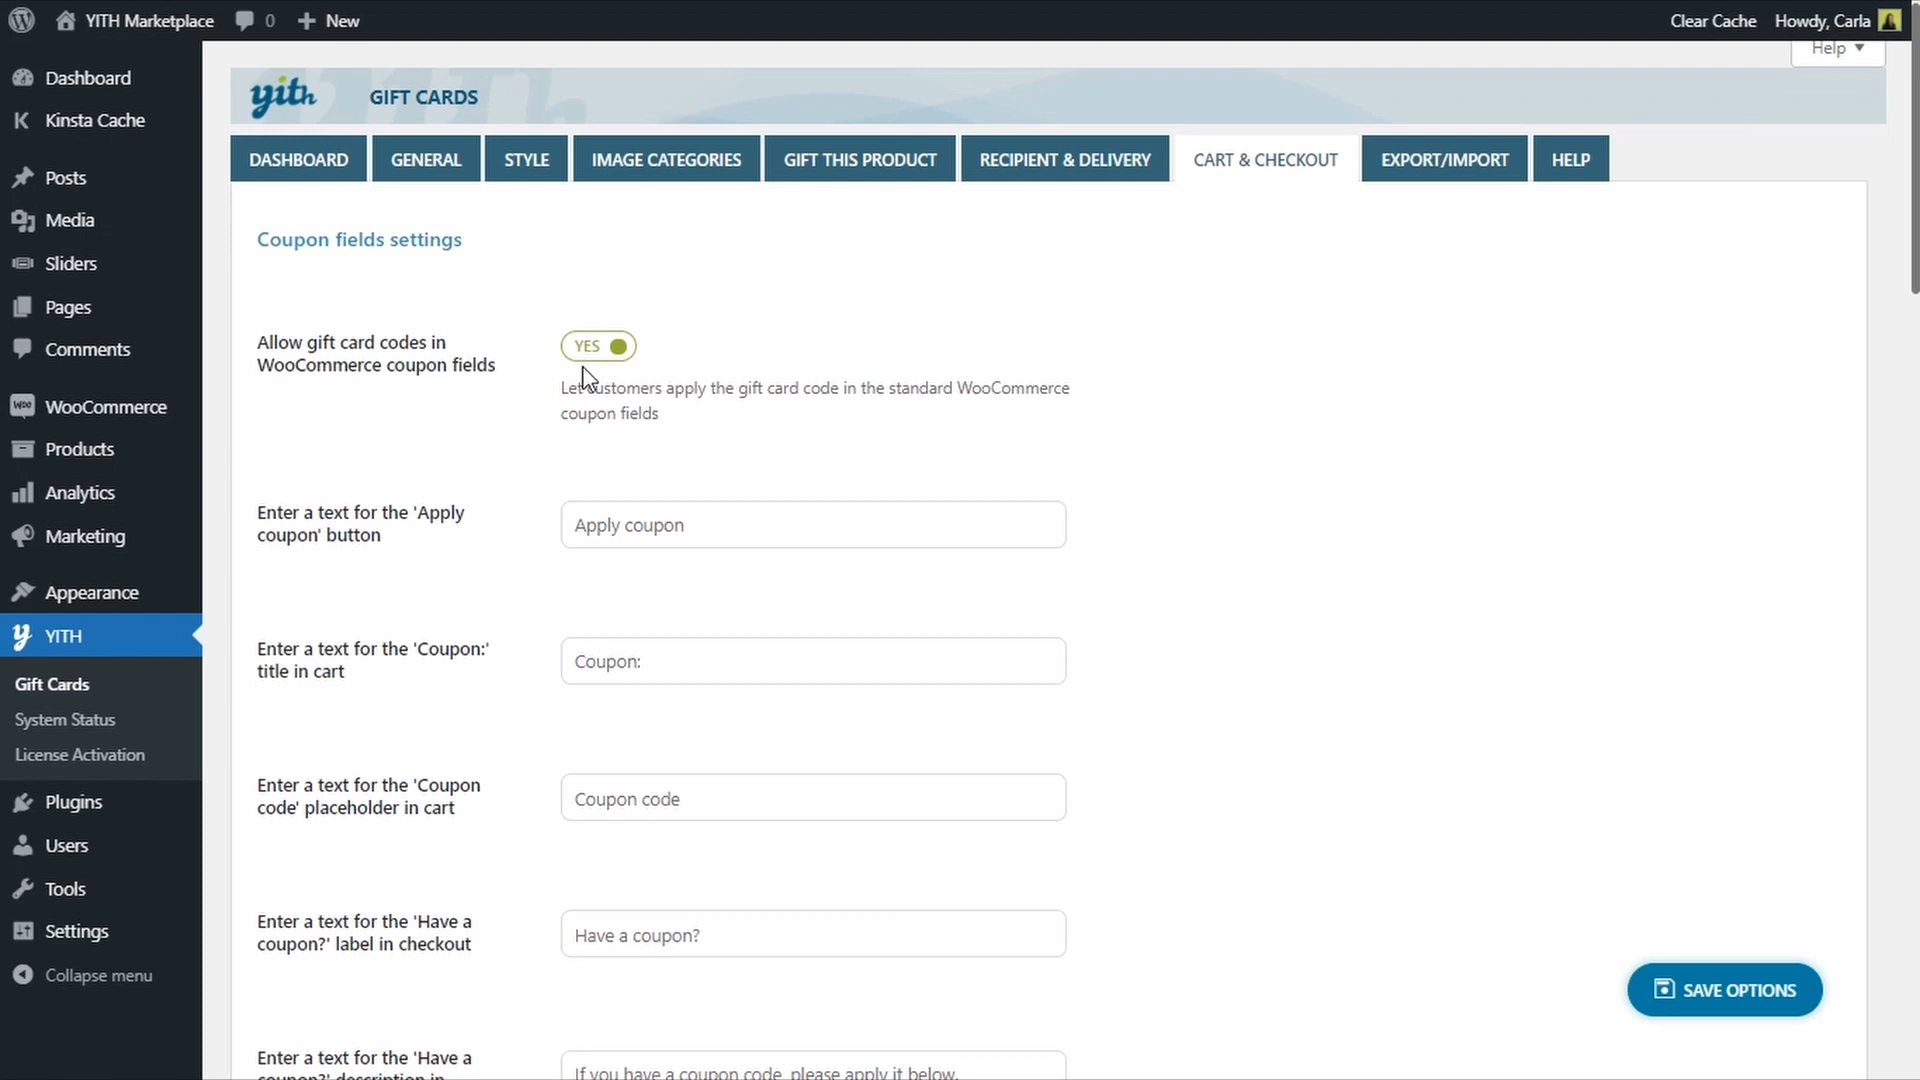 YITH Marketplace
0
New
Clear Cache
Howdy, Carla
Help
Dashboard
Kinsta Cache
Posts
Media
Sliders
Pages
Comments
WooCommerce
Products
Analytics
Marketing
Appearance
YITH
Gift Cards
System Status
License Activation
Plugins
Users
Tools
Settings
Collapse menu
yith
GIFT CARDS
DASHBOARD
GENERAL
STYLE
IMAGE CATEGORIES
GIFT THIS PRODUCT
RECIPIENT & DELIVERY
CART & CHECKOUT
EXPORT/IMPORT
HELP
Coupon fields settings
Allow gift card codes in
WooCommerce coupon fields
YES
Let customers apply the gift card code in the standard WooCommerce
coupon fields
Enter a text for the 'Apply
coupon' button
Apply coupon
Enter a text for the 'Coupon:'
title in cart
Coupon:
Enter a text for the 'Coupon
code' placeholder in cart
Coupon code
Enter a text for the 'Have a
coupon?' label in checkout
Have a coupon?
Enter a text for the 'Have a
coupon?' description in
If you have a coupon code, please apply it below.
SAVE OPTIONS